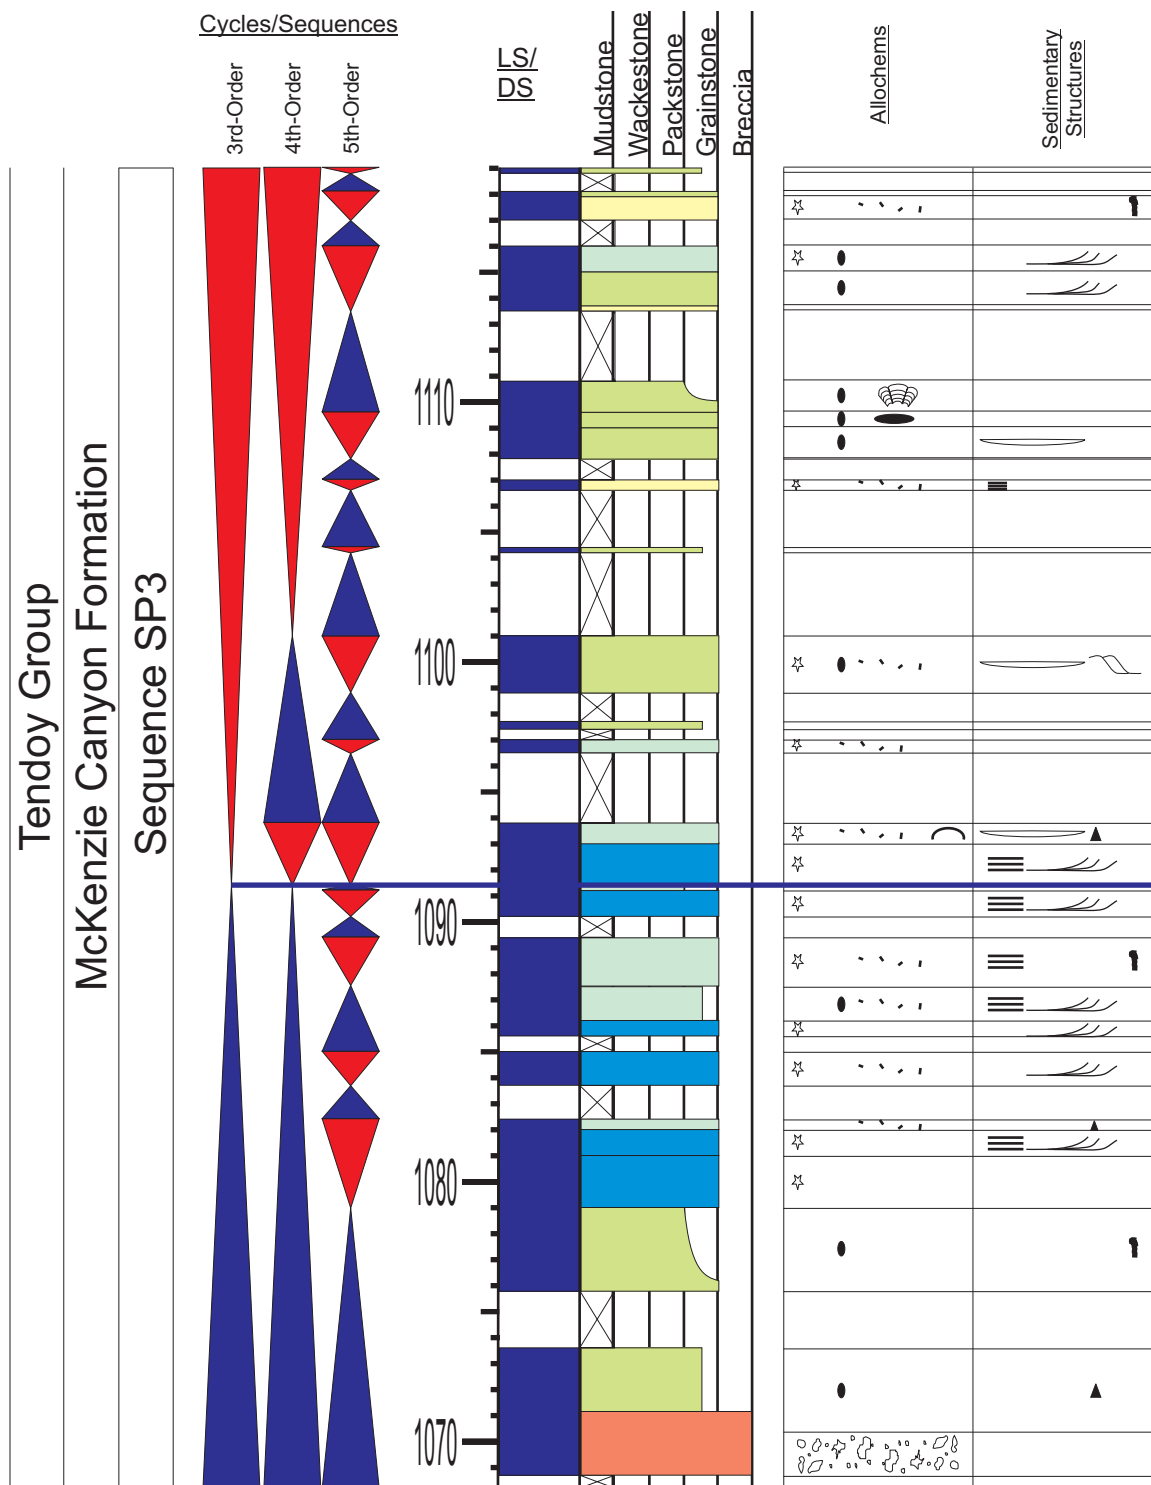 Cycles/Sequences
3rd-Order
4th-Order
5th-Order
LS/
DS
Mudstone
Wackestone
Packstone
Grainstone
Breccia
Allochems
Sedimentary
Structures
Tendoy Group
McKenzie Canyon Formation
Sequence SP3
1110
1100
1090
1080
1070